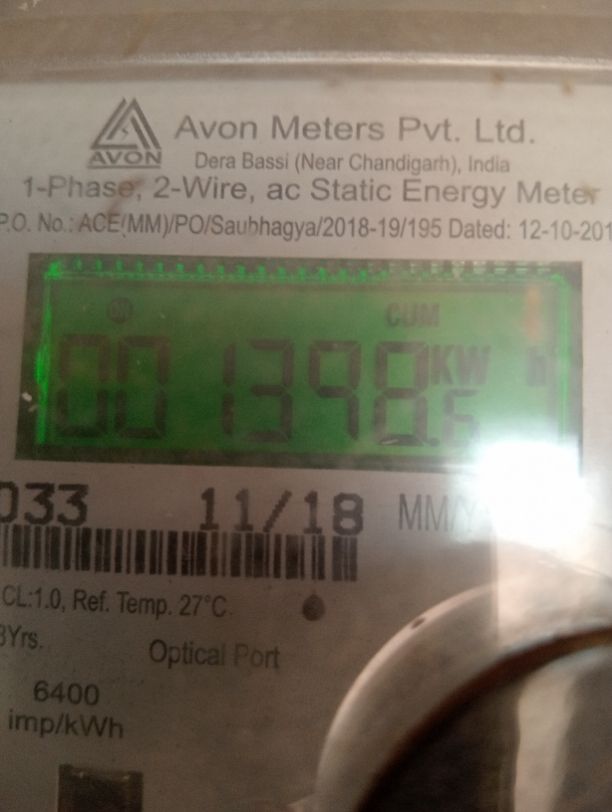 Avon Meters Pvt. Ltd.
AVON
Dera Bassi (Near Chandigarh), India
1-Phase, 2-Wire, ac Static Energy Meter
P.O. No.: ACE(MM)/PO/Saubhagya/2018-19/195 Dated: 12-10-201
CUM
001398.6 KW h
033 11/18 MM/Y
CL:1.0, Ref. Temp. 27°C.
8Yrs.
Optical Port
6400
imp/kWh